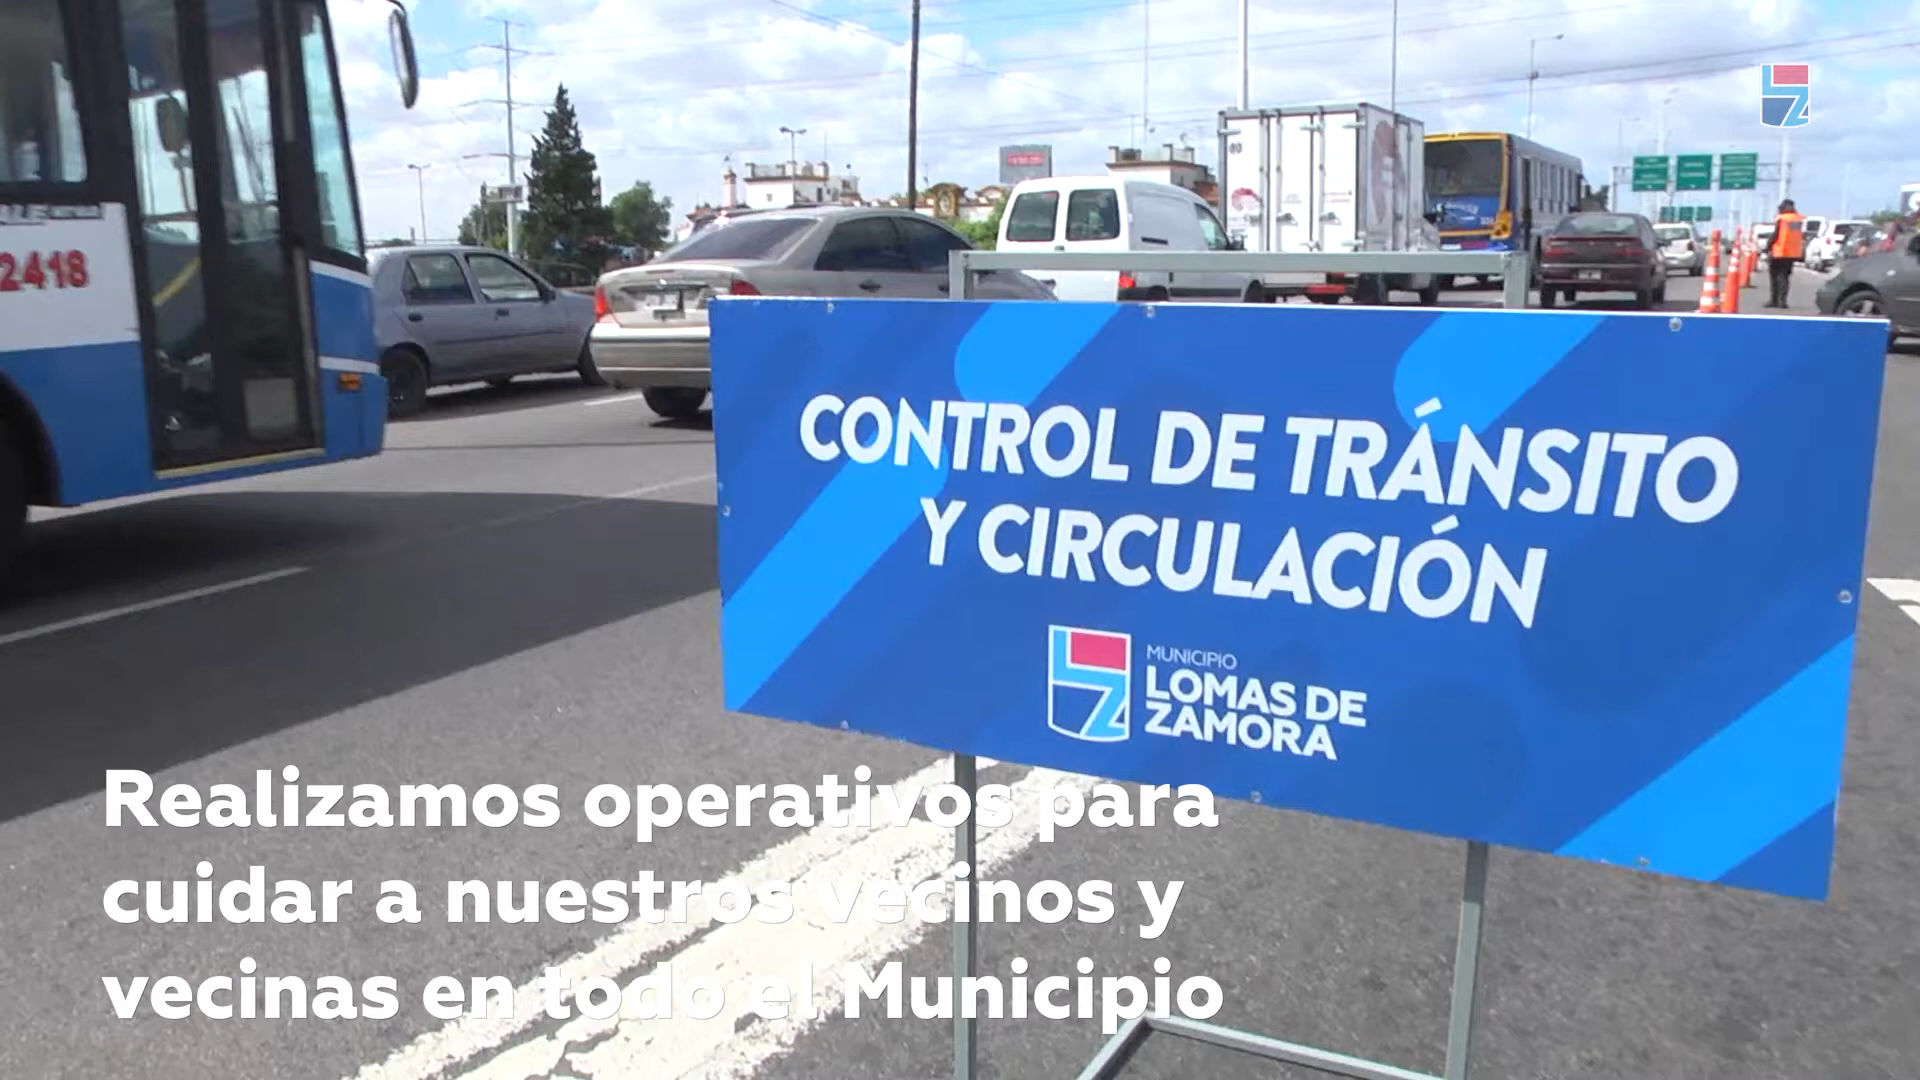 2418
CONTROL DE TRÁNSITO
Y CIRCULACIÓN
MUNICIPIO
LOMAS DE
ZAMORA
Realizamos operativos para
cuidar a nuestros vecinos y
vecinas en todo el Municipio